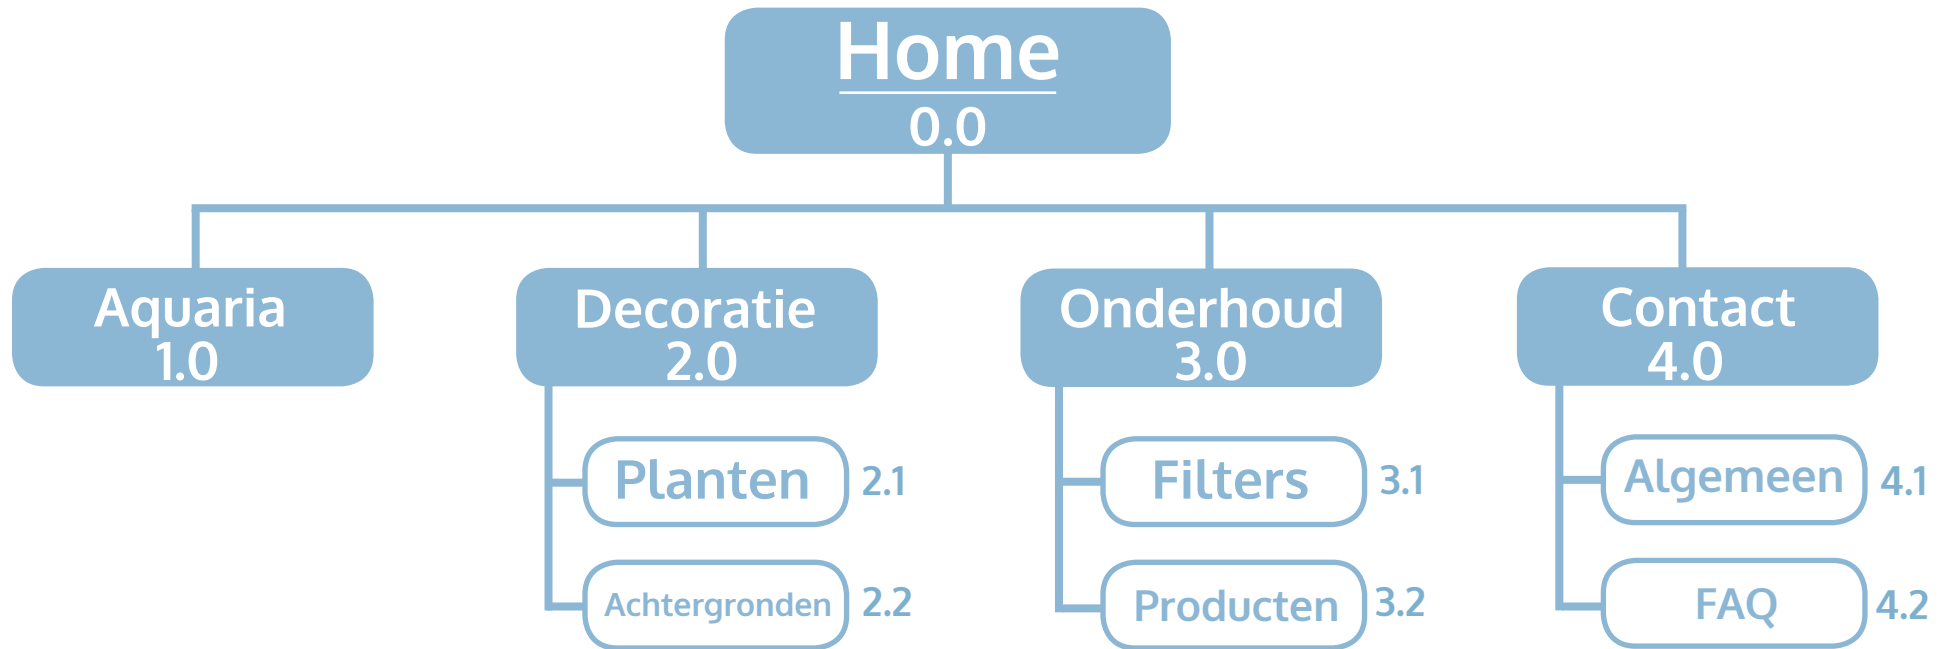 Home
0.0
Aquaria
1.0
Decoratie
2.0
Onderhoud
3.0
Contact
4.0
Planten 2.1
Achtergronden 2.2
Filters 3.1
Producten 3.2
Algemeen 4.1
FAQ 4.2